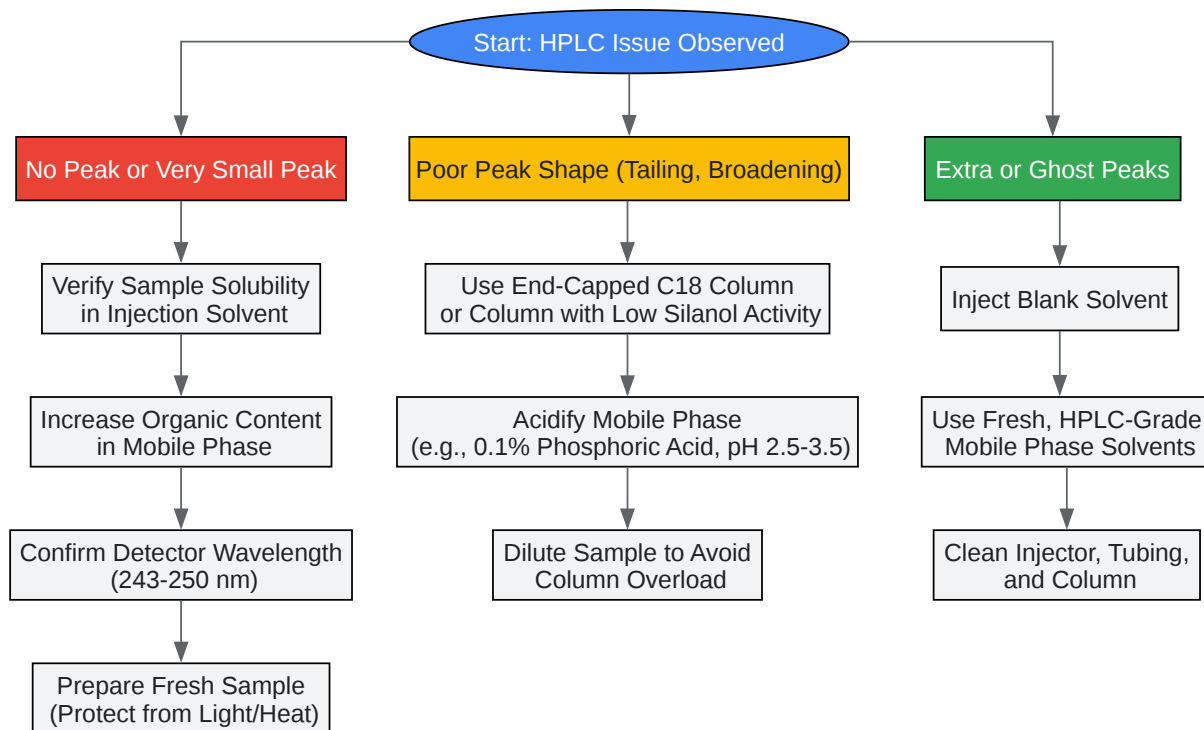 Start: HPLC Issue Observed
No Peak or Very Small Peak
Poor Peak Shape (Tailing, Broadening)
Extra or Ghost Peaks
Verify Sample Solubility
in Injection Solvent
Use End-Capped C18 Column
or Column with Low Silanol Activity
Inject Blank Solvent
Increase Organic Content
in Mobile Phase
Acidify Mobile Phase
(e.g., 0.1% Phosphoric Acid, pH 2.5-3.5)
Use Fresh, HPLC-Grade
Mobile Phase Solvents
Confirm Detector Wavelength
(243-250 nm)
Dilute Sample to Avoid
Column Overload
Clean Injector, Tubing,
and Column
Prepare Fresh Sample
(Protect from Light/Heat)